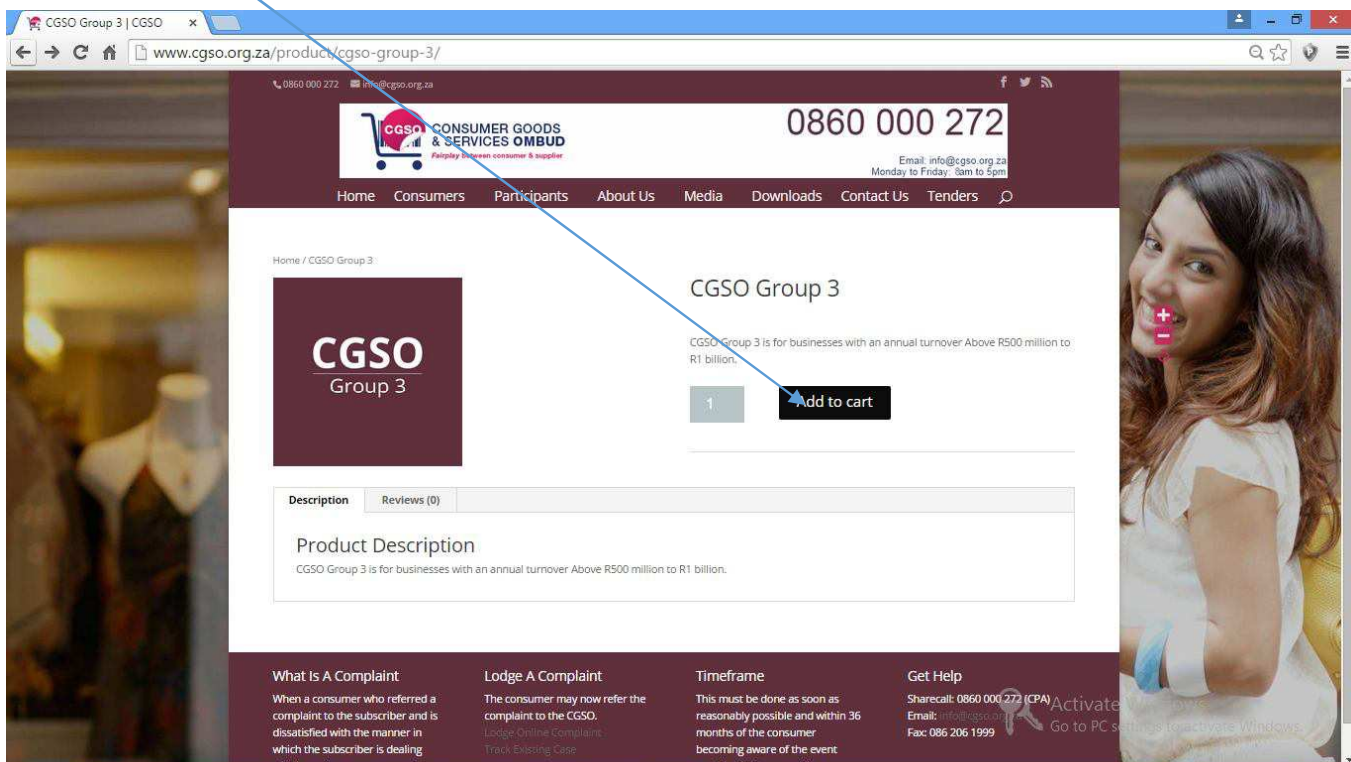 CGSO Group 3 | CGSO
www.cgso.org.za/product/cgso-group-3/
0860 000 272 info@cgso.org.za
CGSO CONSUMER GOODS
& SERVICES OMBUD
Fairplay between consumer & supplier
0860 000 272
Email: info@cgso.org.za
Monday to Friday: 8am to 5pm
Home Consumers Participants About Us Media Downloads Contact Us Tenders
Home / CGSO Group 3
CGSO
Group 3
CGSO Group 3
CGSO Group 3 is for businesses with an annual turnover Above R500 million to
R1 billion.
1 Add to cart
Description Reviews (0)
Product Description
CGSO Group 3 is for businesses with an annual turnover Above R500 million to R1 billion.
What Is A Complaint
When a consumer who referred a
complaint to the subscriber and is
dissatisfied with the manner in
which the subscriber is dealing
Lodge A Complaint
The consumer may now refer the
complaint to the CGSO.
Lodge Online Complaint
Track Existing Case
Timeframe
This must be done as soon as
reasonably possible and within 36
months of the consumer
becoming aware of the event
Get Help
Sharecall: 0860 000 272 (CPA)
Email: info@cgso.org
Fax: 086 206 1999
Activate Windows
Go to PC settings to activate Windows.